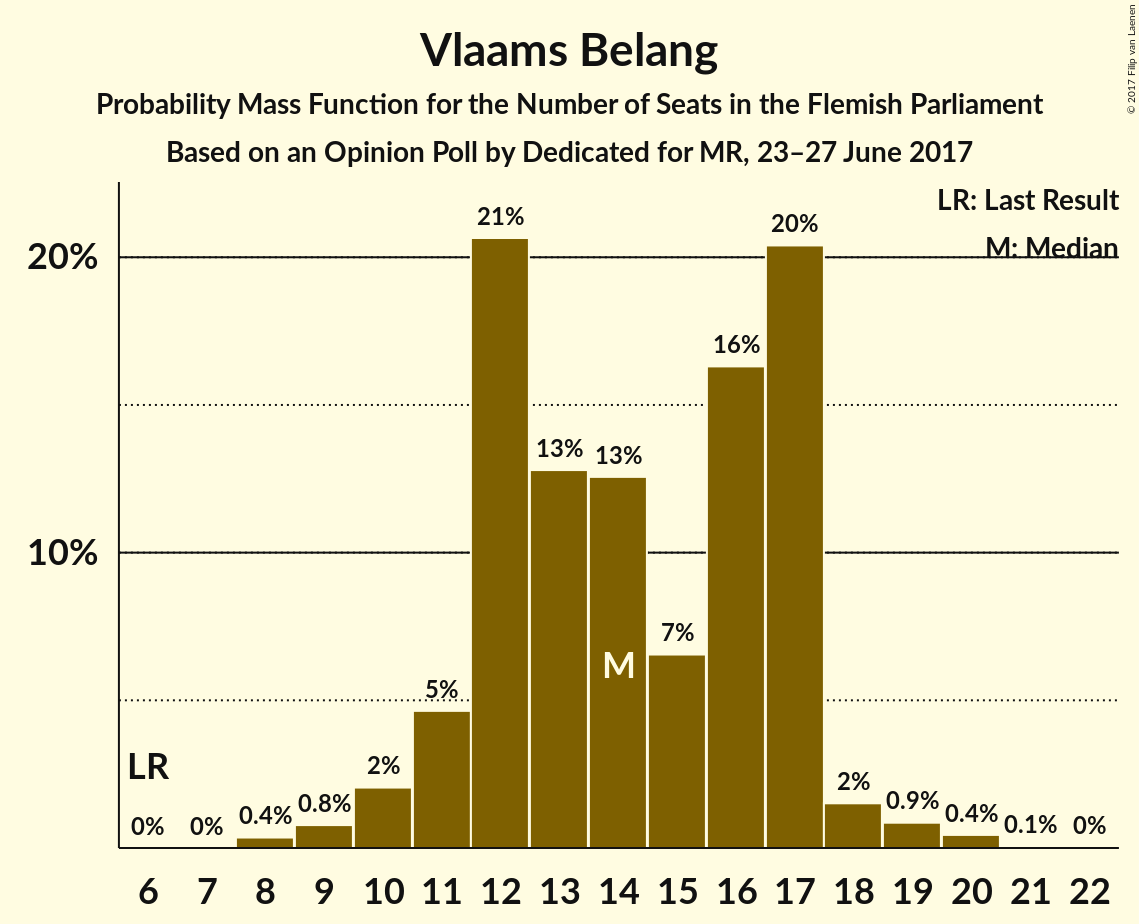 Vlaams Belang
Probability Mass Function for the Number of Seats in the Flemish Parliament
Based on an Opinion Poll by Dedicated for MR, 23–27 June 2017
© 2017 Filip van Laenen
LR: Last Result
M: Median
20%
10%
LR
M
0%
0%
0.4%
0.8%
2%
5%
21%
13%
13%
7%
16%
20%
2%
0.9%
0.4%
0.1%
0%
6 7 8 9 10 11 12 13 14 15 16 17 18 19 20 21 22